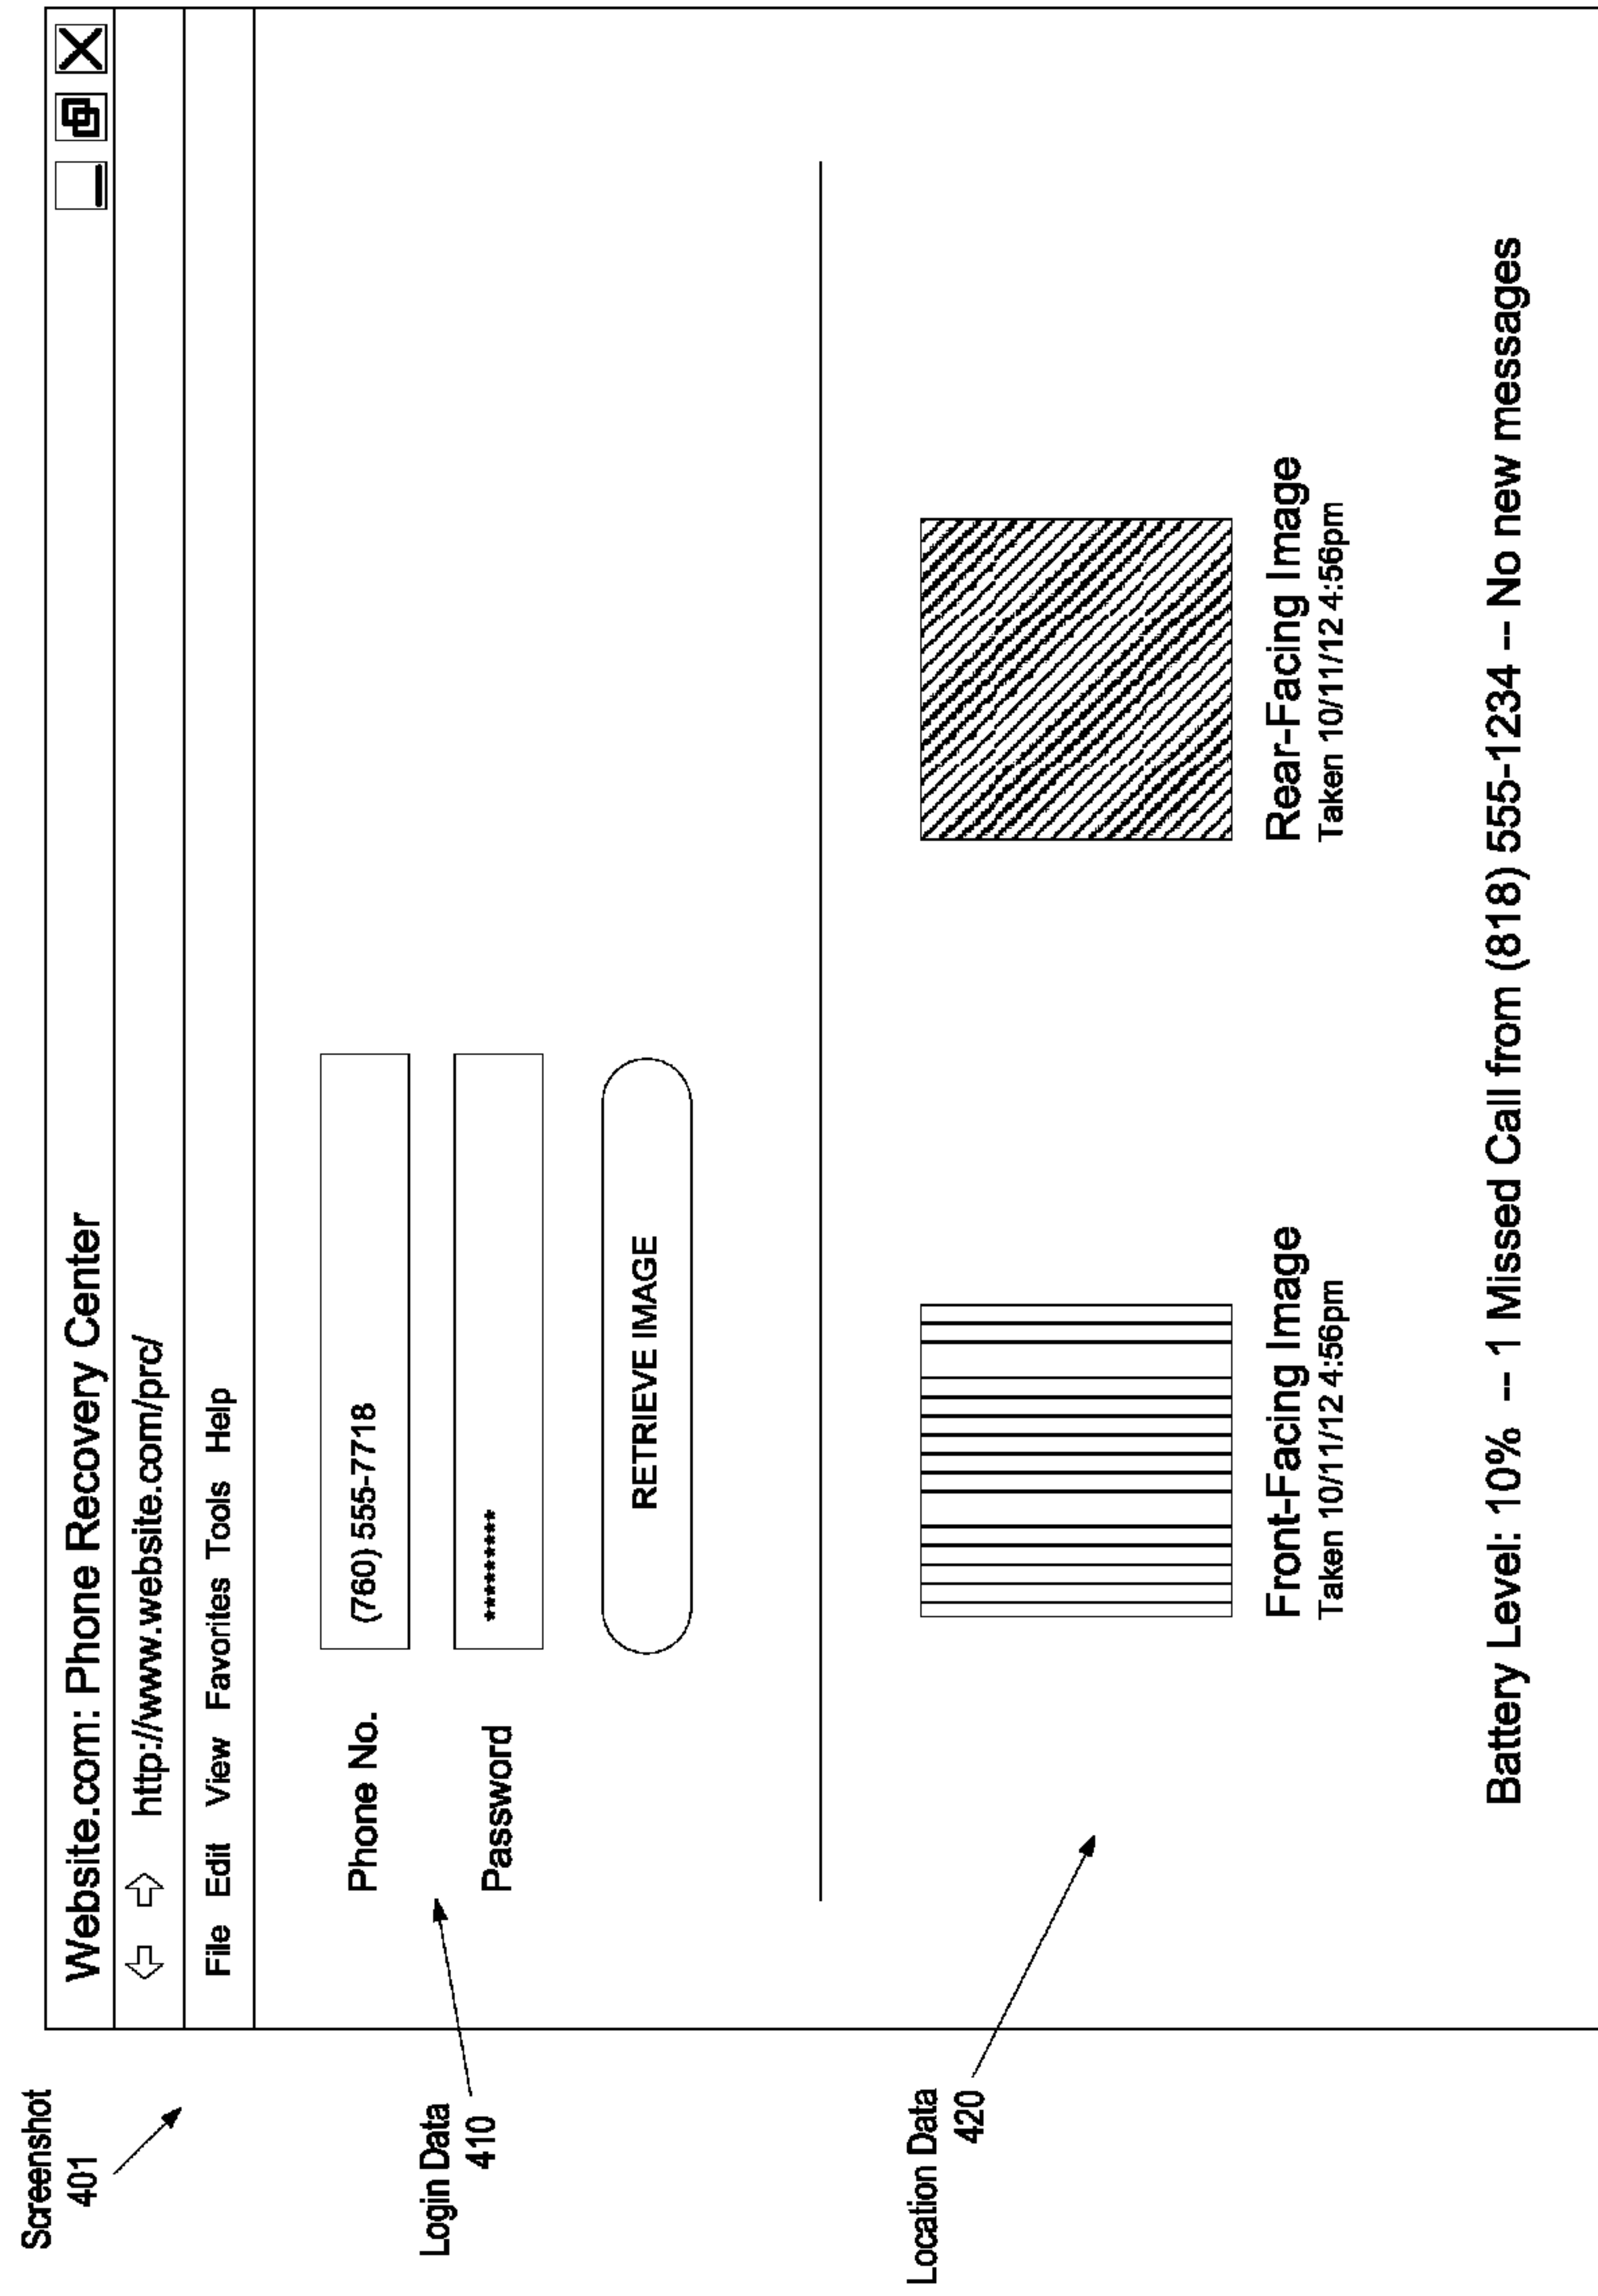 Screenshot
401
Website.com: Phone Recovery Center
http://www.website.com/prc/
File Edit View Favorites Tools Help
Login Data
410
Phone No.
(760) 555-7718
Password
*********
RETRIEVE IMAGE
Location Data
420
Front-Facing Image
Taken 10/11/12 4:56pm
Rear-Facing Image
Taken 10/11/12 4:56pm
Battery Level: 10% -- 1 Missed Call from (818) 555-1234 -- No new messages